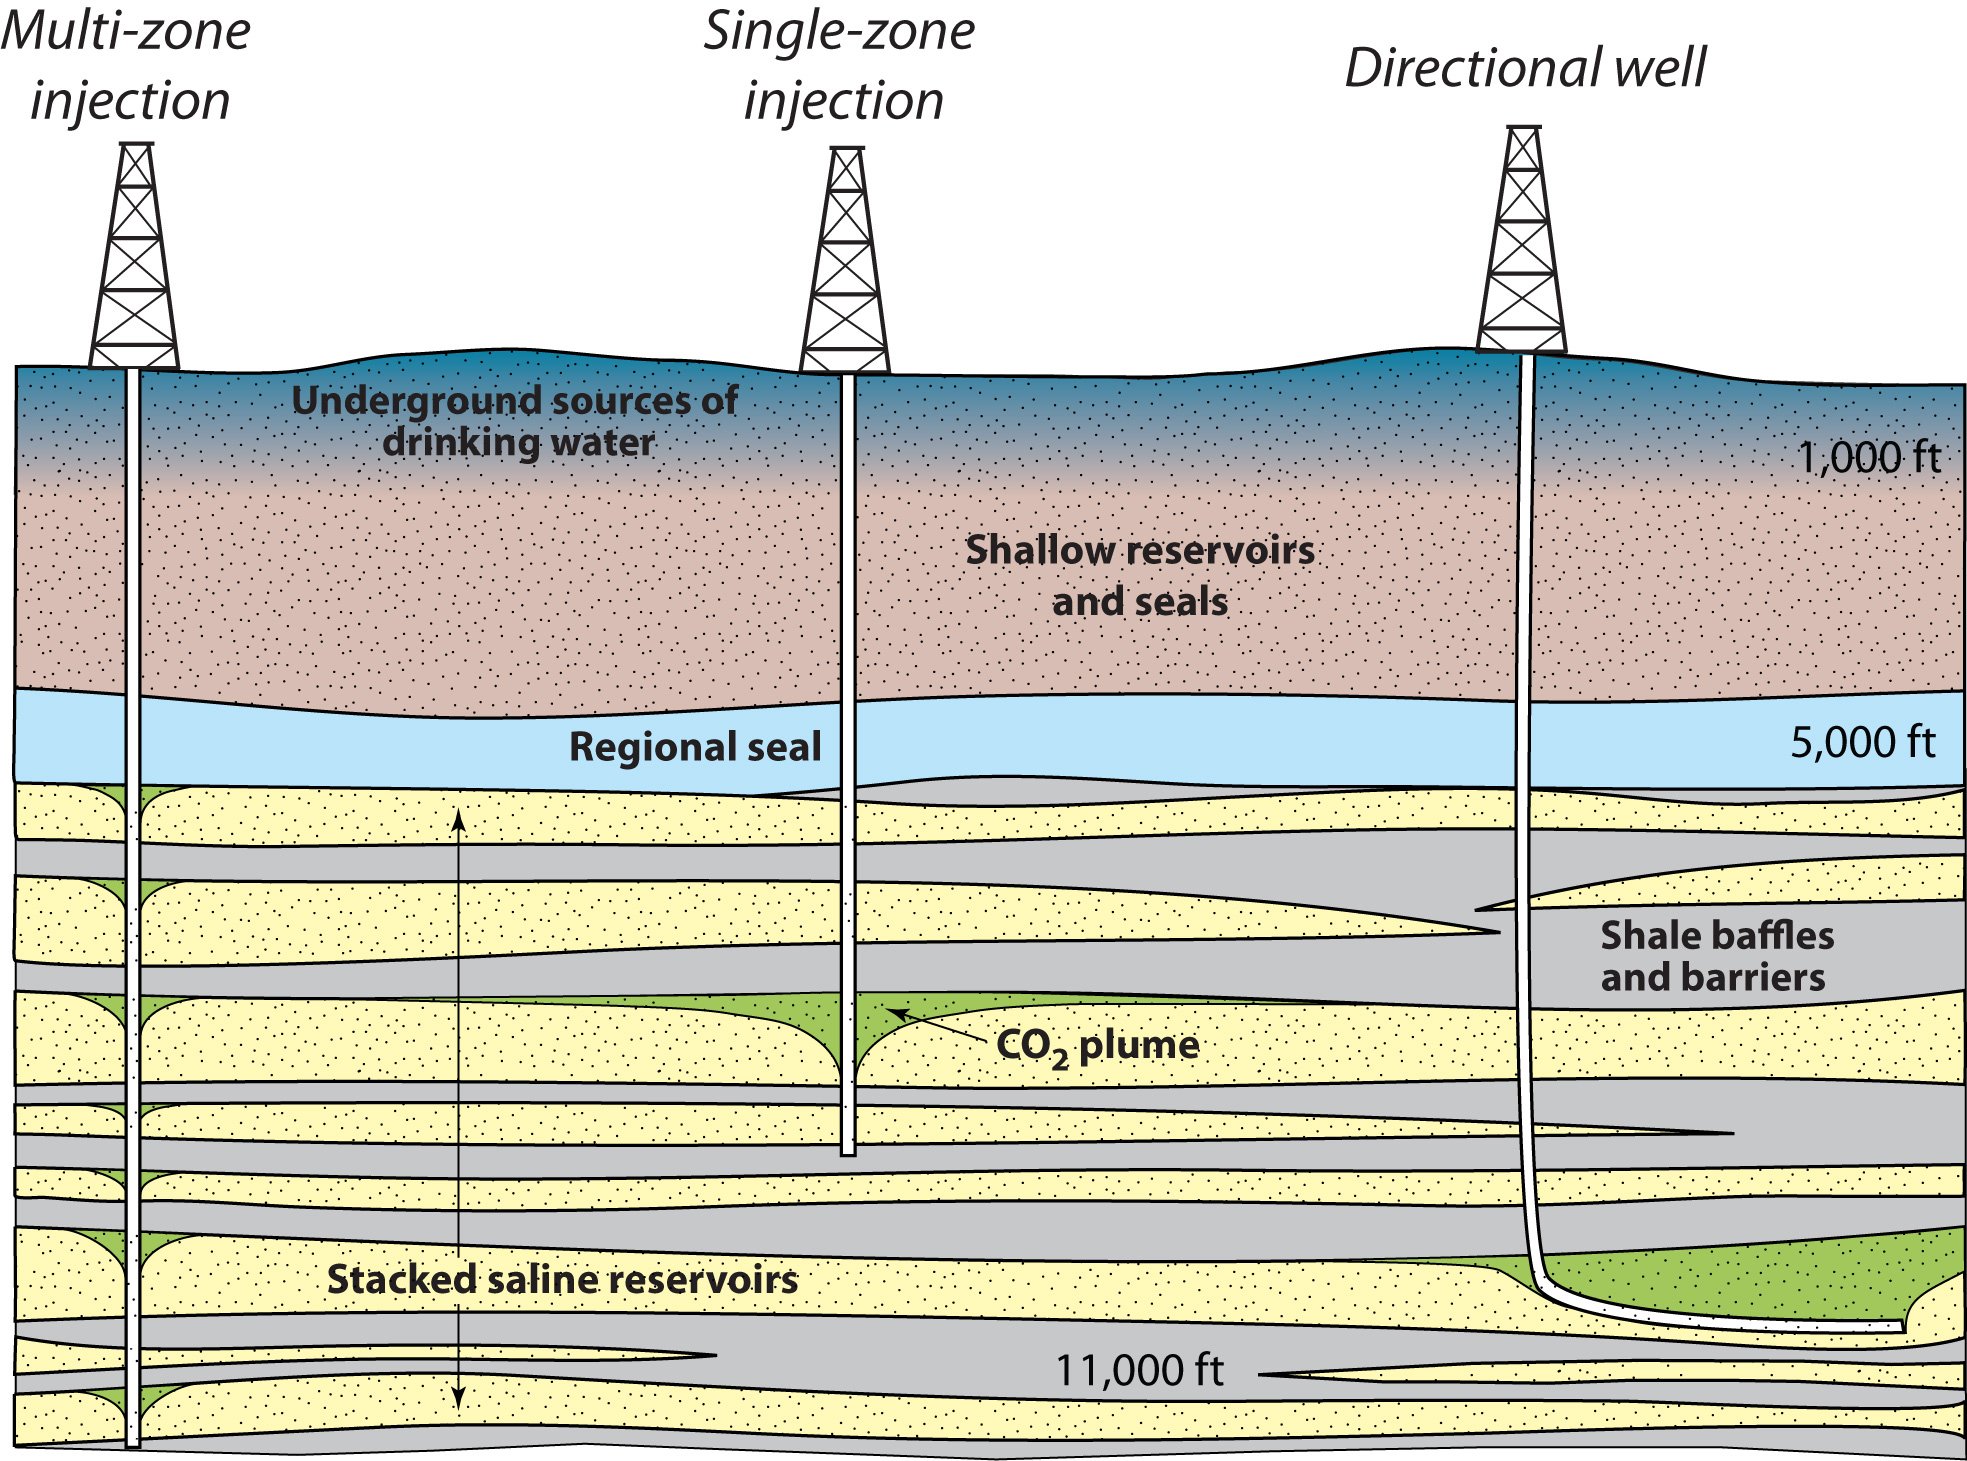 Multi-zone
injection
Single-zone
injection
Directional well
Underground sources of
drinking water
1,000 ft
Shallow reservoirs
and seals
Regional seal
5,000 ft
Shale baffles
and barriers
CO₂ plume
Stacked saline reservoirs
11,000 ft